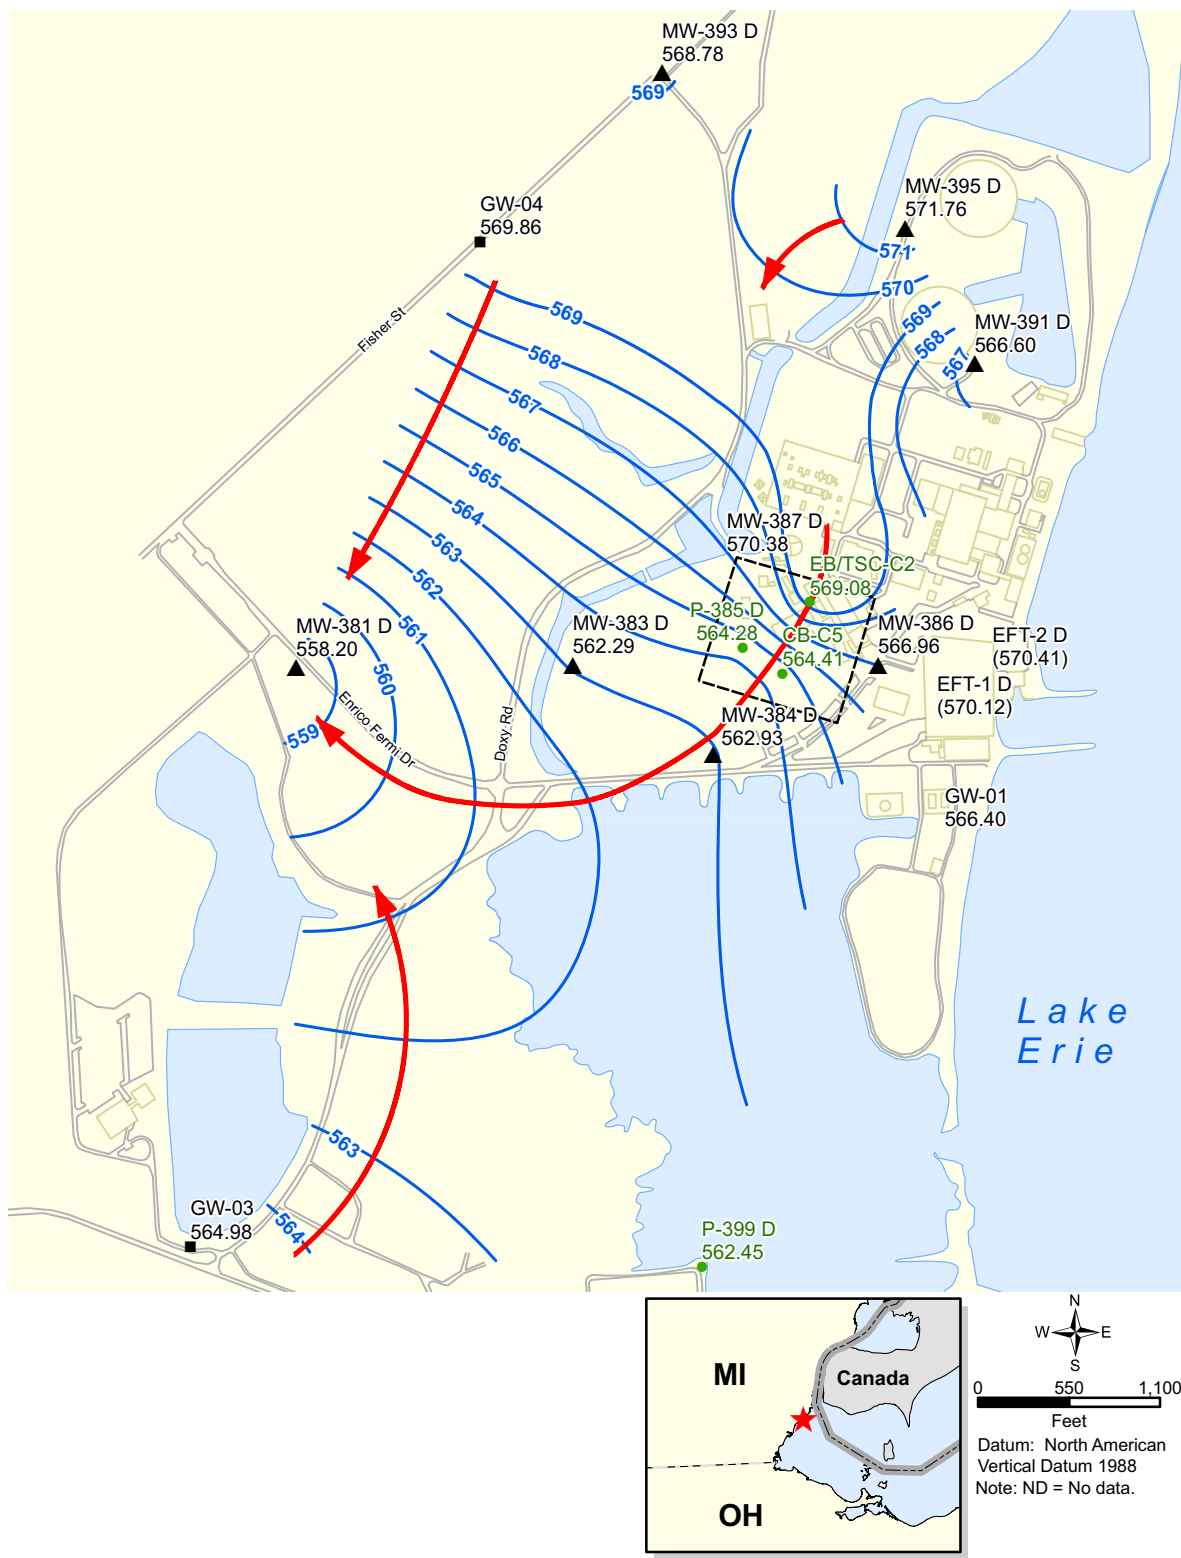 MW-393 D
568.78
569
MW-395 D
571.76
GW-04
569.86
571
570
569
569
568
MW-391 D
566.60
567
Fisher St
568
567
566
565
564
MW-387 D
570.38
563
EB/TSC-C2
569.08
562
P-385 D
564.28
MW-381 D
558.20
561
MW-383 D
562.29
CB-C5
564.41
MW-386 D
566.96
EFT-2 D
(570.41)
560
EFT-1 D
(570.12)
559
Enrico Fermi Dr
Doxy Rd
MW-384 D
562.93
GW-01
566.40
Lake
Erie
563
GW-03
564.98
564
P-399 D
562.45
MI
Canada
OH
N
W
E
S
0 550 1,100
Feet
Datum: North American
Vertical Datum 1988
Note: ND = No data.